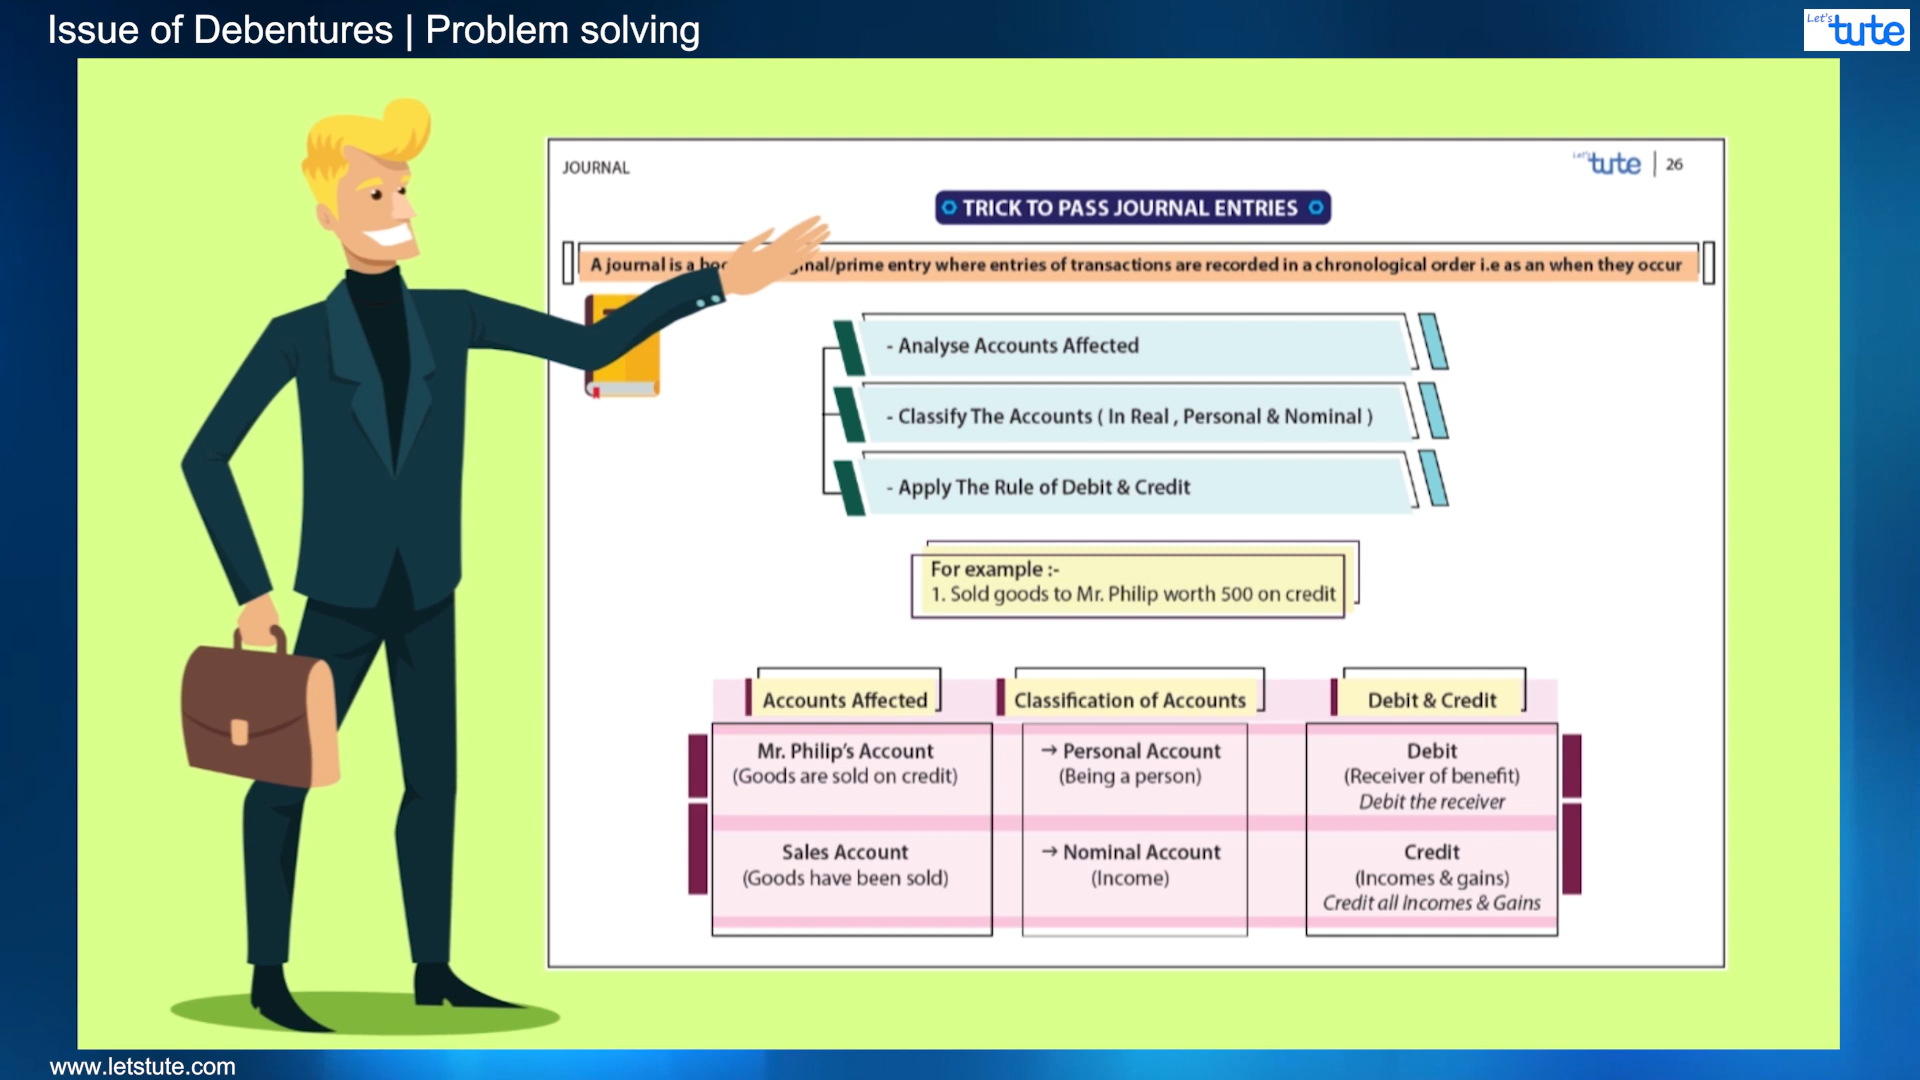 Issue of Debentures | Problem solving
Let's tute
JOURNAL
Let's tute | 26
TRICK TO PASS JOURNAL ENTRIES
A journal is a nal/prime entry where entries of transactions are recorded in a chronological order i.e as an when they occur
- Analyse Accounts Affected
- Classify The Accounts ( In Real , Personal & Nominal )
- Apply The Rule of Debit & Credit
For example :-
1. Sold goods to Mr. Philip worth 500 on credit
Accounts Affected
Classification of Accounts
Debit & Credit
Mr. Philip's Account
(Goods are sold on credit)
→ Personal Account
(Being a person)
Debit
(Receiver of benefit)
Debit the receiver
Sales Account
(Goods have been sold)
→ Nominal Account
(Income)
Credit
(Incomes & gains)
Credit all Incomes & Gains
www.letstute.com